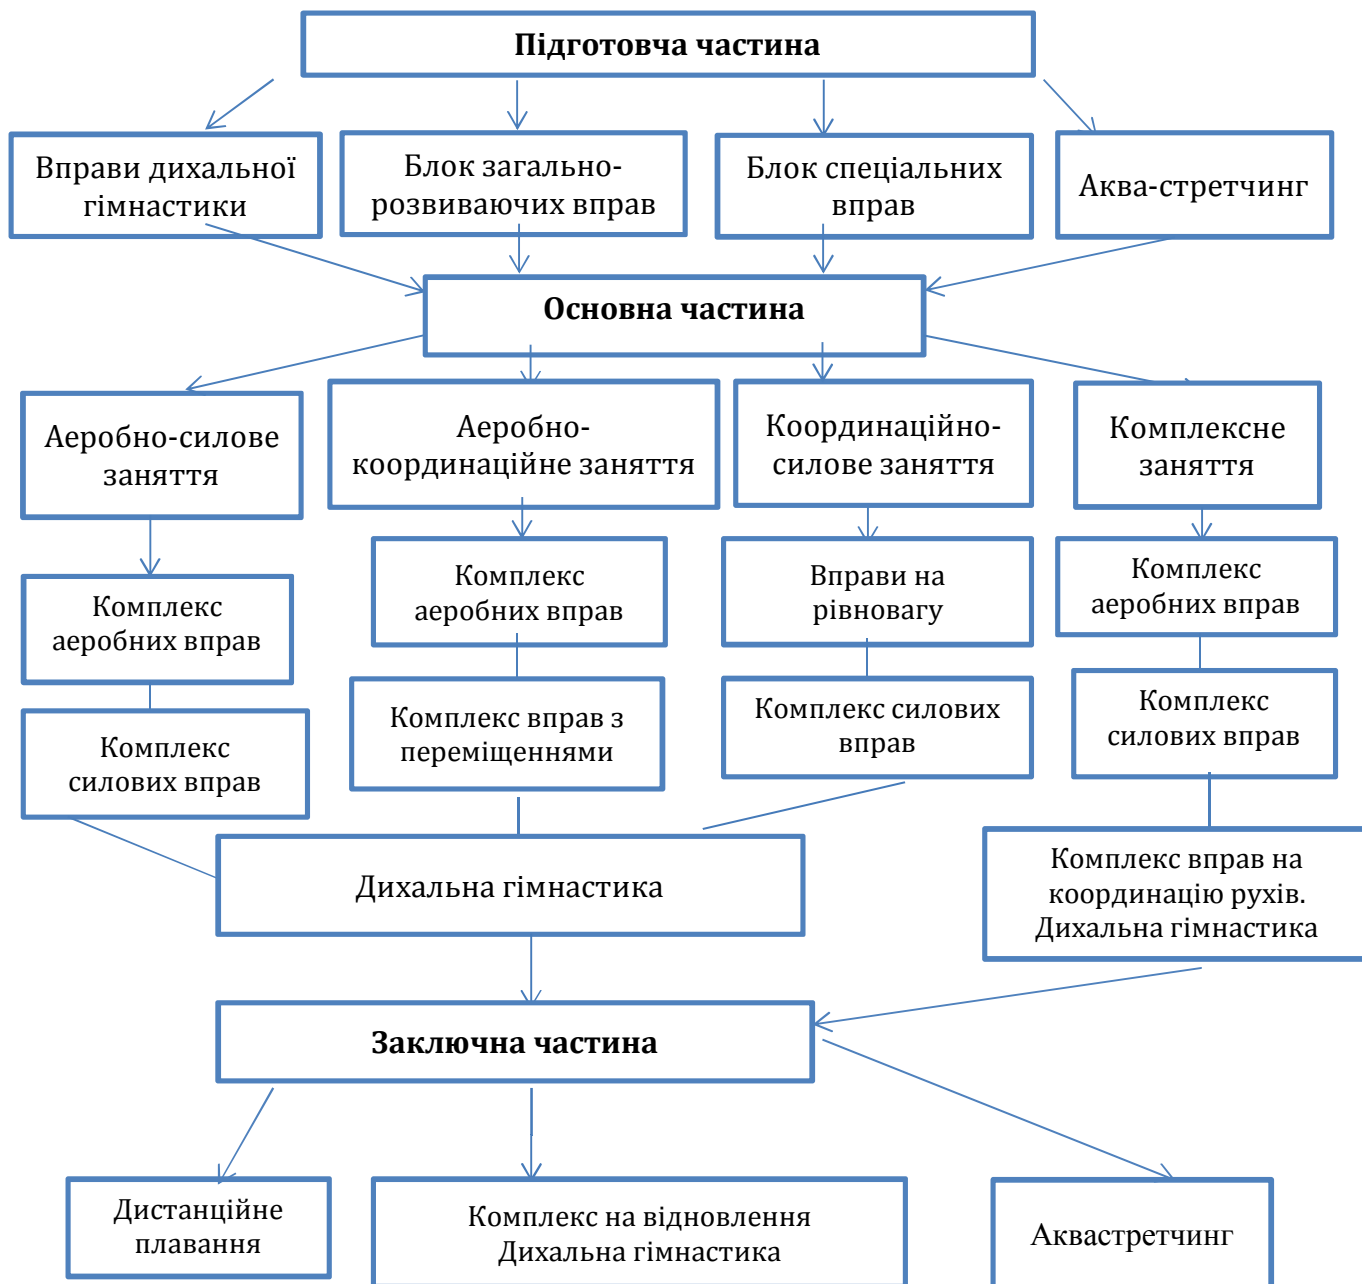 Підготовча частина
Вправи дихальної
гімнастики
Блок загально-
розвиваючих вправ
Блок спеціальних
вправ
Аква-стретчинг
Основна частина
Аеробно-силове
заняття
Аеробно-
координаційне заняття
Координаційно-
силове заняття
Комплексне
заняття
Комплекс
аеробних вправ
Комплекс
аеробних вправ
Вправи на
рівновагу
Комплекс
аеробних вправ
Комплекс
силових вправ
Комплекс вправ з
переміщеннями
Комплекс силових
вправ
Комплекс
силових вправ
Дихальна гімнастика
Комплекс вправ на
координацію рухів.
Дихальна гімнастика
Заключна частина
Дистанційне
плавання
Комплекс на відновлення
Дихальна гімнастика
Аквастретчинг